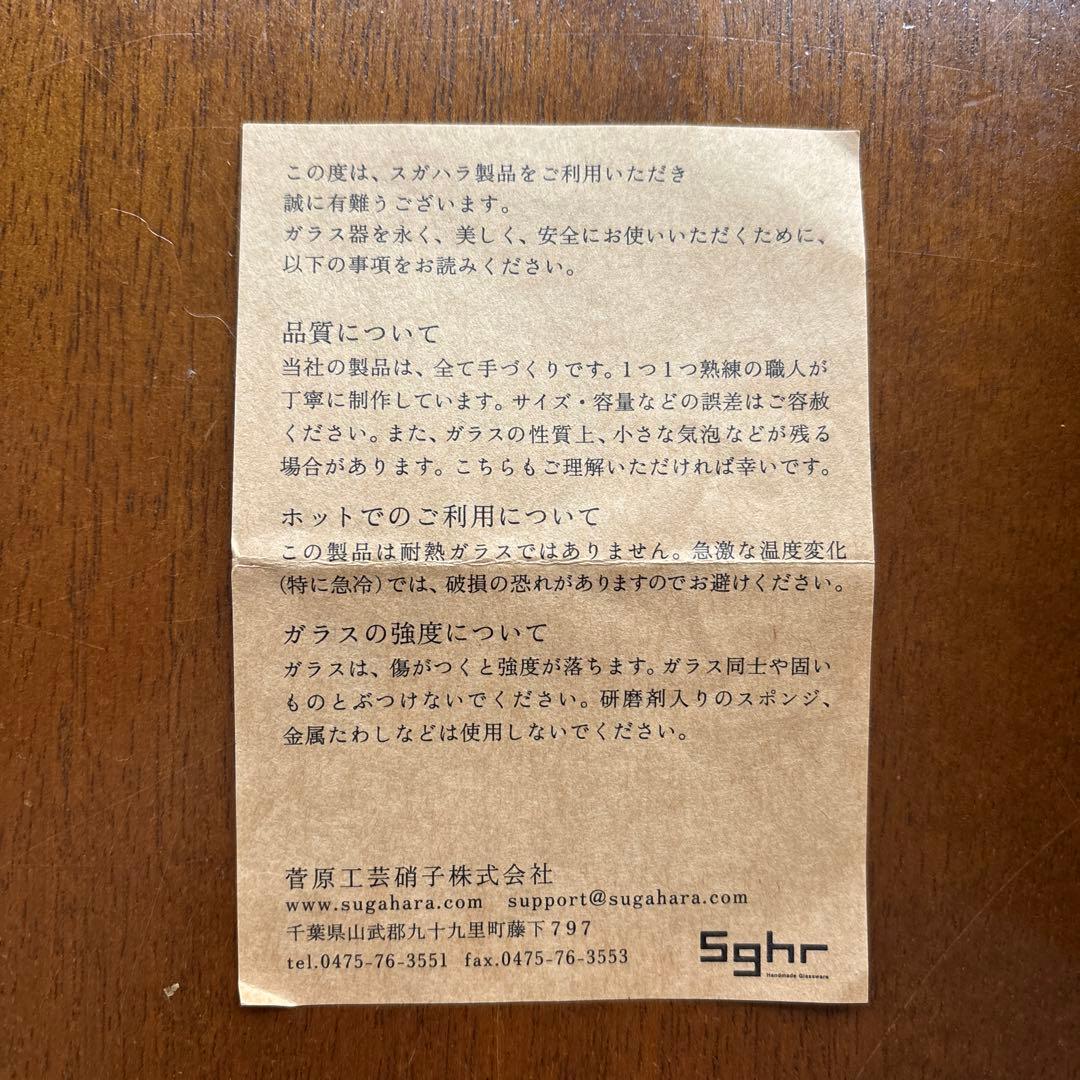 この度は、スガハラ製品をご利用いただき
誠に有難うございます。
ガラス器を永く、美しく、安全にお使いいただくために、
以下の事項をお読みください。
品質について
当社の製品は、全て手づくりです。1つ1つ熟練の職人が
丁寧に制作しています。サイズ・容量などの誤差はご容赦
ください。また、ガラスの性質上、小さな気泡などが残る
場合があります。こちらもご理解いただければ幸いです。
ホットでのご利用について
この製品は耐熱ガラスではありません。急激な温度変化
(特に急冷)では、破損の恐れがありますのでお避けください。
ガラスの強度について
ガラスは、傷がつくと強度が落ちます。ガラス同士や固い
ものとぶつけないでください。研磨剤入りのスポンジ、
金属たわしなどは使用しないでください。
菅原工芸硝子株式会社
www.sugahara.com support@sugahara.com
千葉県山武郡九十九里町藤下797
tel.0475-76-3551 fax.0475-76-3553
Sghr
Handmade Glassware